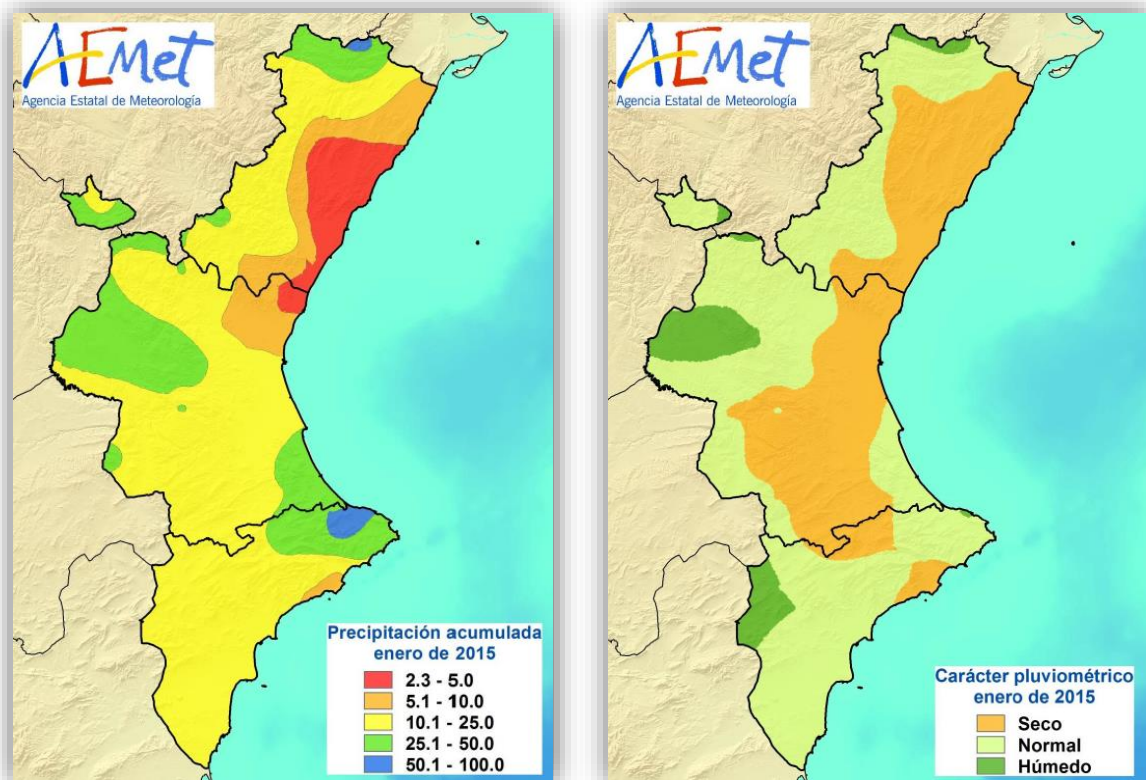 AEMet
Agencia Estatal de Meteorología
Precipitación acumulada
enero de 2015
2.3 - 5.0
5.1 - 10.0
10.1 - 25.0
25.1 - 50.0
50.1 - 100.0
AEMet
Agencia Estatal de Meteorología
Carácter pluviométrico
enero de 2015
Seco
Normal
Húmedo